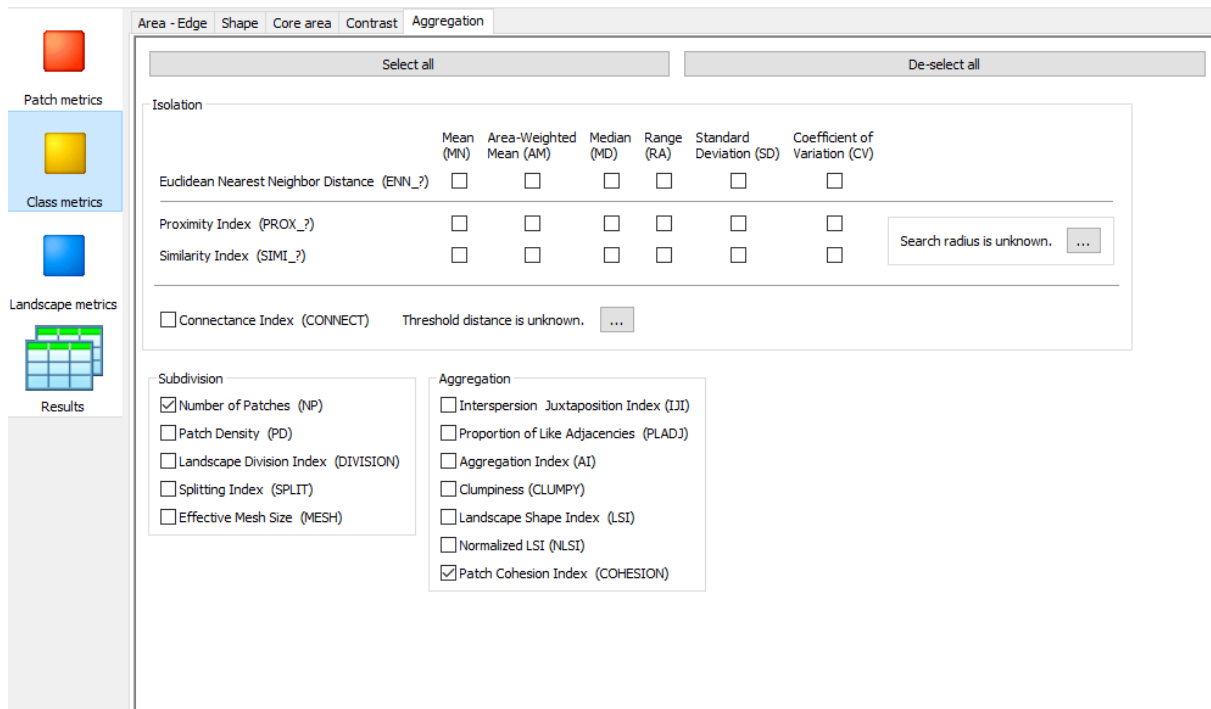 Area - Edge Shape Core area Contrast Aggregation
Select all De-select all
Patch metrics
Class metrics
Landscape metrics
Results
Isolation
Mean (MN) Area-Weighted Mean (AM) Median (MD) Range (RA) Standard Deviation (SD) Coefficient of Variation (CV)
Euclidean Nearest Neighbor Distance (ENN_?)
Proximity Index (PROX_?)
Similarity Index (SIMI_?)
Search radius is unknown. ...
Connectance Index (CONNECT) Threshold distance is unknown. ...
Subdivision
Number of Patches (NP)
Patch Density (PD)
Landscape Division Index (DIVISION)
Splitting Index (SPLIT)
Effective Mesh Size (MESH)
Aggregation
Interspersion Juxtaposition Index (IJI)
Proportion of Like Adjacencies (PLADJ)
Aggregation Index (AI)
Clumpiness (CLUMPY)
Landscape Shape Index (LSI)
Normalized LSI (NLSI)
Patch Cohesion Index (COHESION)